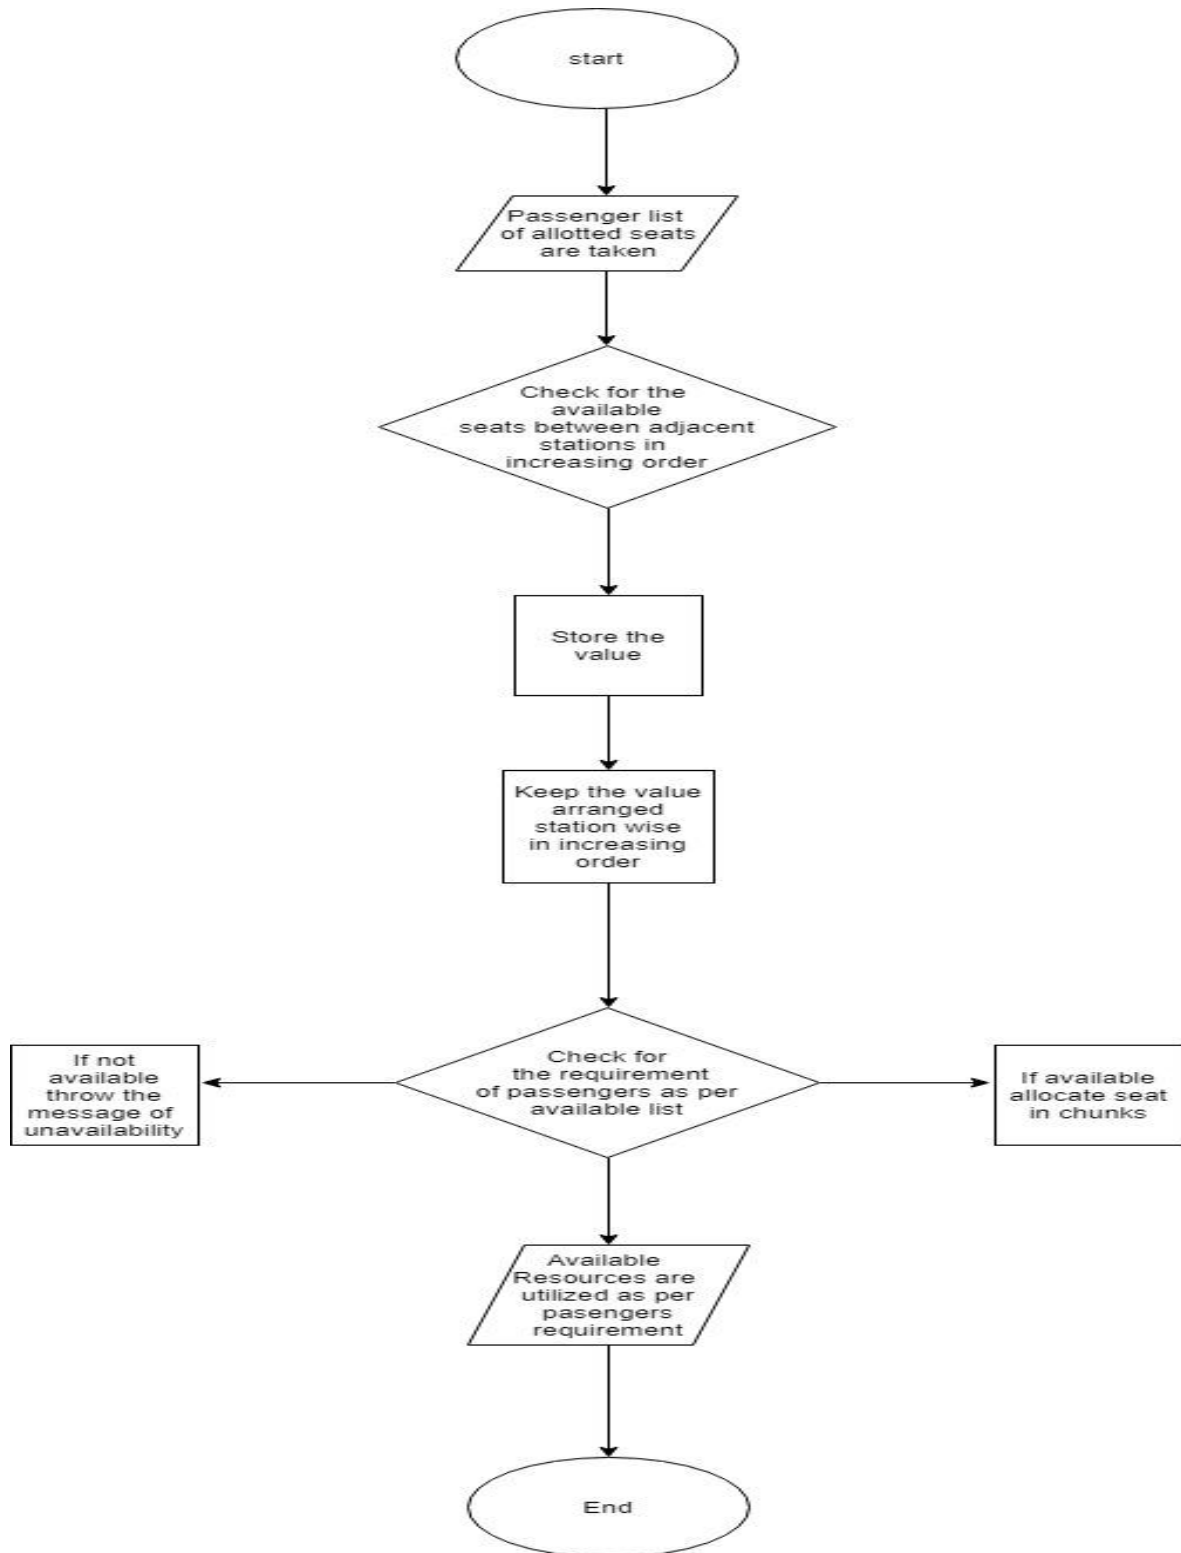 start
Passenger list
of allotted seats
are taken
Check for the
available
seats between adjacent
stations in
increasing order
Store the
value
Keep the value
arranged
station wise
in increasing
order
If not
available
throw the
message of
unavailability
Check for
the requirement
of passengers as per
available list
If available
allocate seat
in chunks
Available
Resources are
utilized as per
pasengers
requirement
End